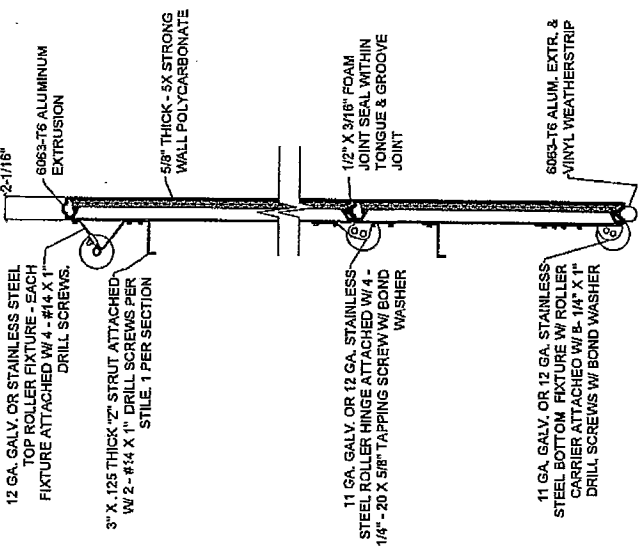 2-1/16"
12 GA. GALV. OR STAINLESS STEEL
TOP ROLLER FIXTURE - EACH
FIXTURE ATTACHED W/ 4 - #14 X 1"
DRILL SCREWS.
6063-T6 ALUMINUM
EXTRUSION
3" X .125 THICK "Z" STRUT ATTACHED
W/ 2 - #14 X 1" DRILL SCREWS PER
STILE. 1 PER SECTION
5/8" THICK - 5X STRONG
WALL POLYCARBONATE
11 GA. GALV. OR 12 GA. STAINLESS
STEEL ROLLER HINGE ATTACHED W/ 4 -
1/4" - 20 X 5/8" TAPPING SCREW W/ BOND
WASHER
1/2" X 3/16" FOAM
JOINT SEAL WITHIN
TONGUE & GROOVE
JOINT
11 GA. GALV. OR 12 GA. STAINLESS
STEEL BOTTOM FIXTURE W/ ROLLER
CARRIER ATTACHED W/ 8- 1/4" X 1"
DRILL SCREWS W/ BOND WASHER
6063-T6 ALUM. EXTR. &
VINYL WEATHERSTRIP